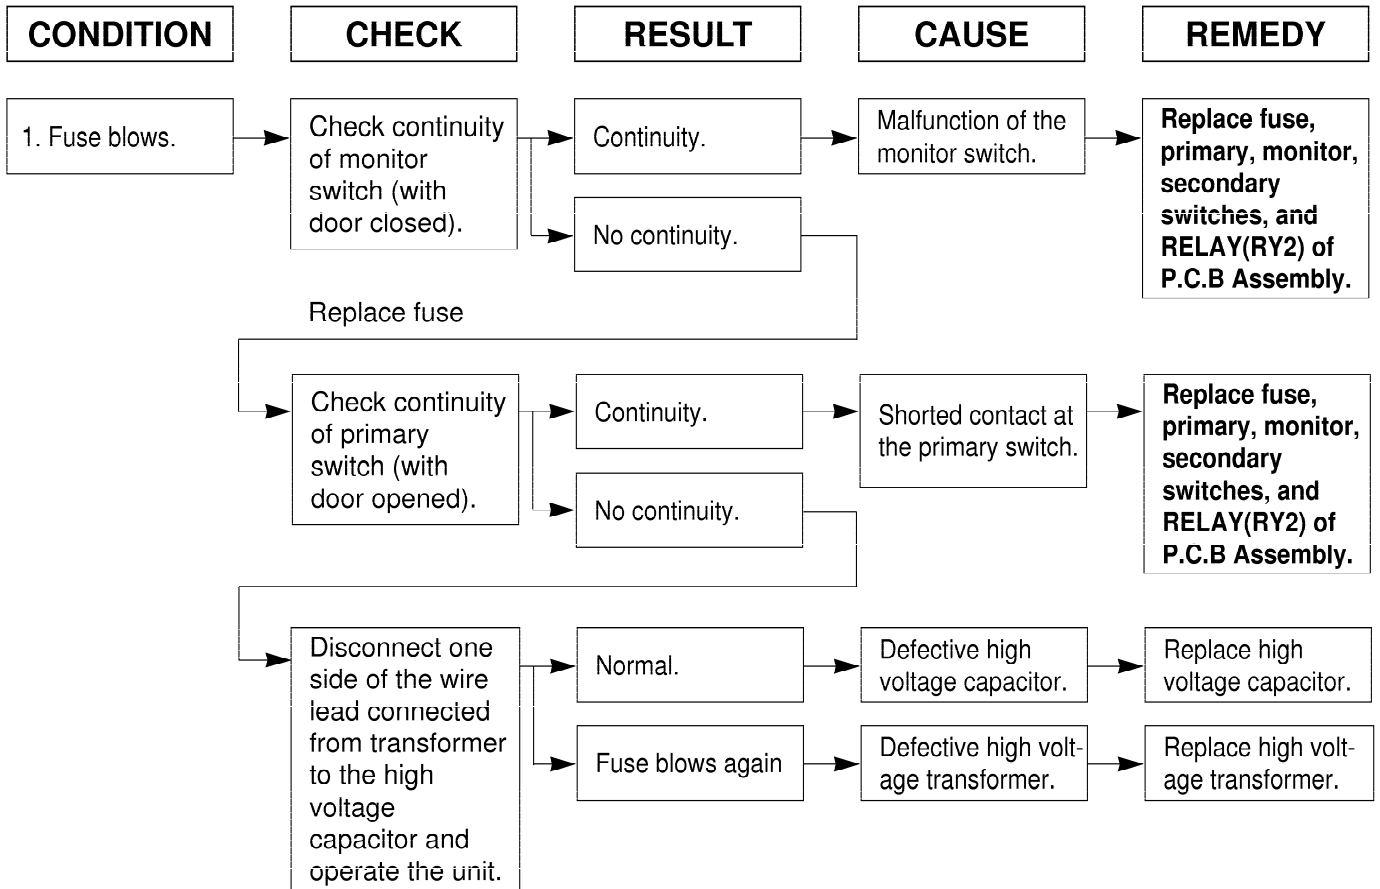 CONDITION
CHECK
RESULT
CAUSE
REMEDY
1. Fuse blows.
Check continuity
of monitor
switch (with
door closed).
Continuity.
Malfunction of the
monitor switch.
Replace fuse,
primary, monitor,
secondary
switches, and
RELAY(RY2) of
P.C.B Assembly.
No continuity.
Replace fuse
Check continuity
of primary
switch (with
door opened).
Continuity.
Shorted contact at
the primary switch.
Replace fuse,
primary, monitor,
secondary
switches, and
RELAY(RY2) of
P.C.B Assembly.
No continuity.
Disconnect one
side of the wire
lead connected
from transformer
to the high
voltage
capacitor and
operate the unit.
Normal.
Defective high
voltage capacitor.
Replace high
voltage capacitor.
Fuse blows again
Defective high volt-
age transformer.
Replace high volt-
age transformer.